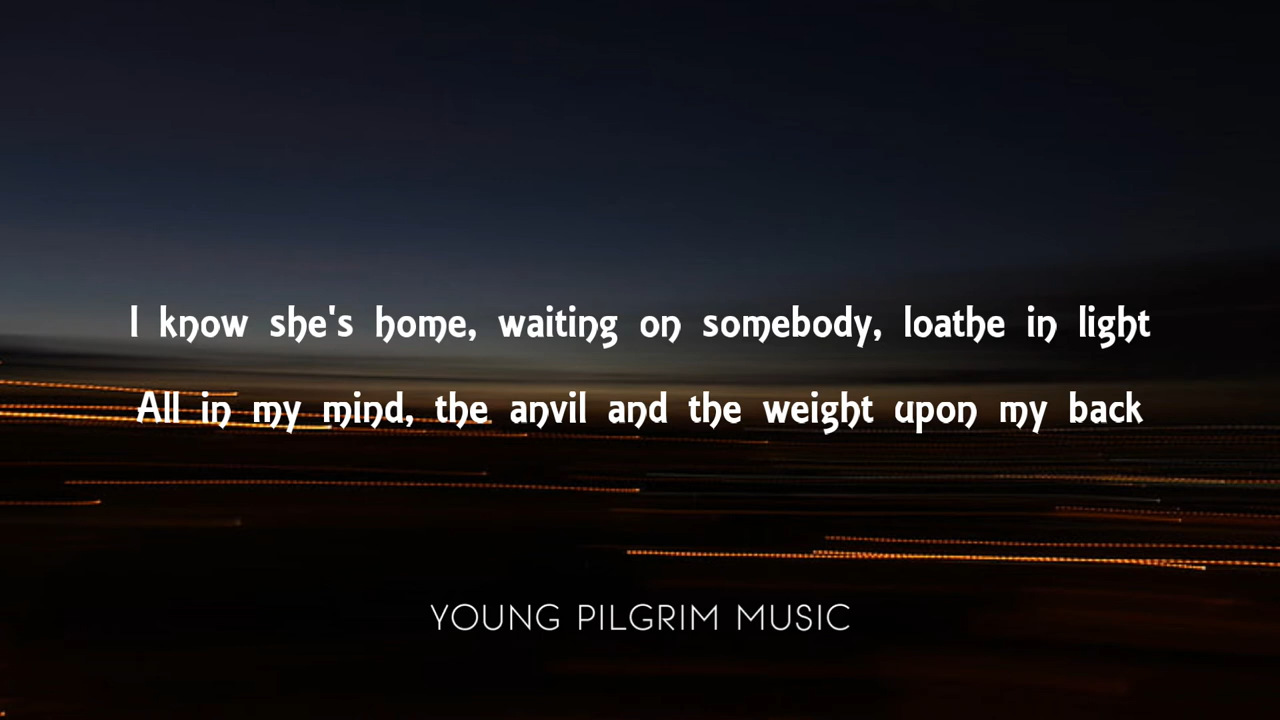 I know she's home, waiting on somebody, loathe in light
All in my mind, the anvil and the weight upon my back
YOUNG PILGRIM MUSIC